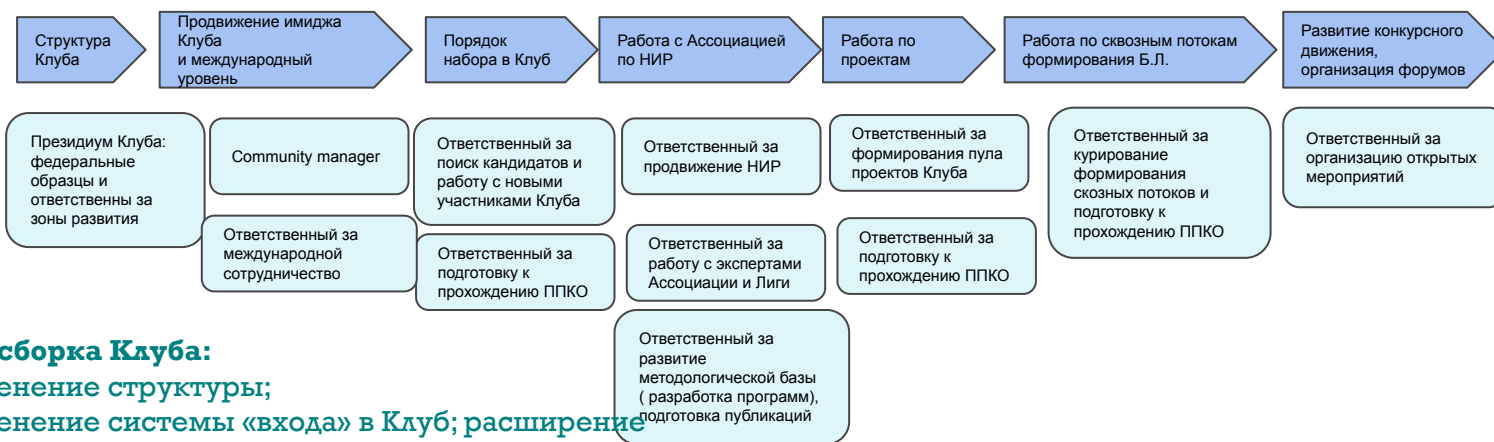 Структура
Клуба
Продвижение имиджа
Клуба
и международный
уровень
Порядок
набора в Клуб
Работа с Ассоциацией
по НИР
Работа по
проектам
Работа по сквозным потокам
формирования Б.Л.
Развитие конкурсного
движения,
организация форумов
Президиум Клуба:
федеральные
образцы и
ответственны за
зоны развития
Community manager
Ответственный за
международной
сотрудничество
Ответственный за
поиск кандидатов и
работу с новыми
участниками Клуба
Ответственный за
подготовку к
прохождению ППКО
Ответственный за
продвижение НИР
Ответственный за
работу с экспертами
Ассоциации и Лиги
Ответственный за
развитие
методологической базы
( разработка программ),
подготовка публикаций
Ответственный за
формирования пула
проектов Клуба
Ответственный за
подготовку к
прохождению ППКО
Ответственный за
курирование
формирования
скозных потоков и
подготовку к
прохождению ППКО
Ответственный за
организацию открытых
мероприятий
сборка Клуба:
енение структуры;
енение системы «входа» в Клуб; расширение